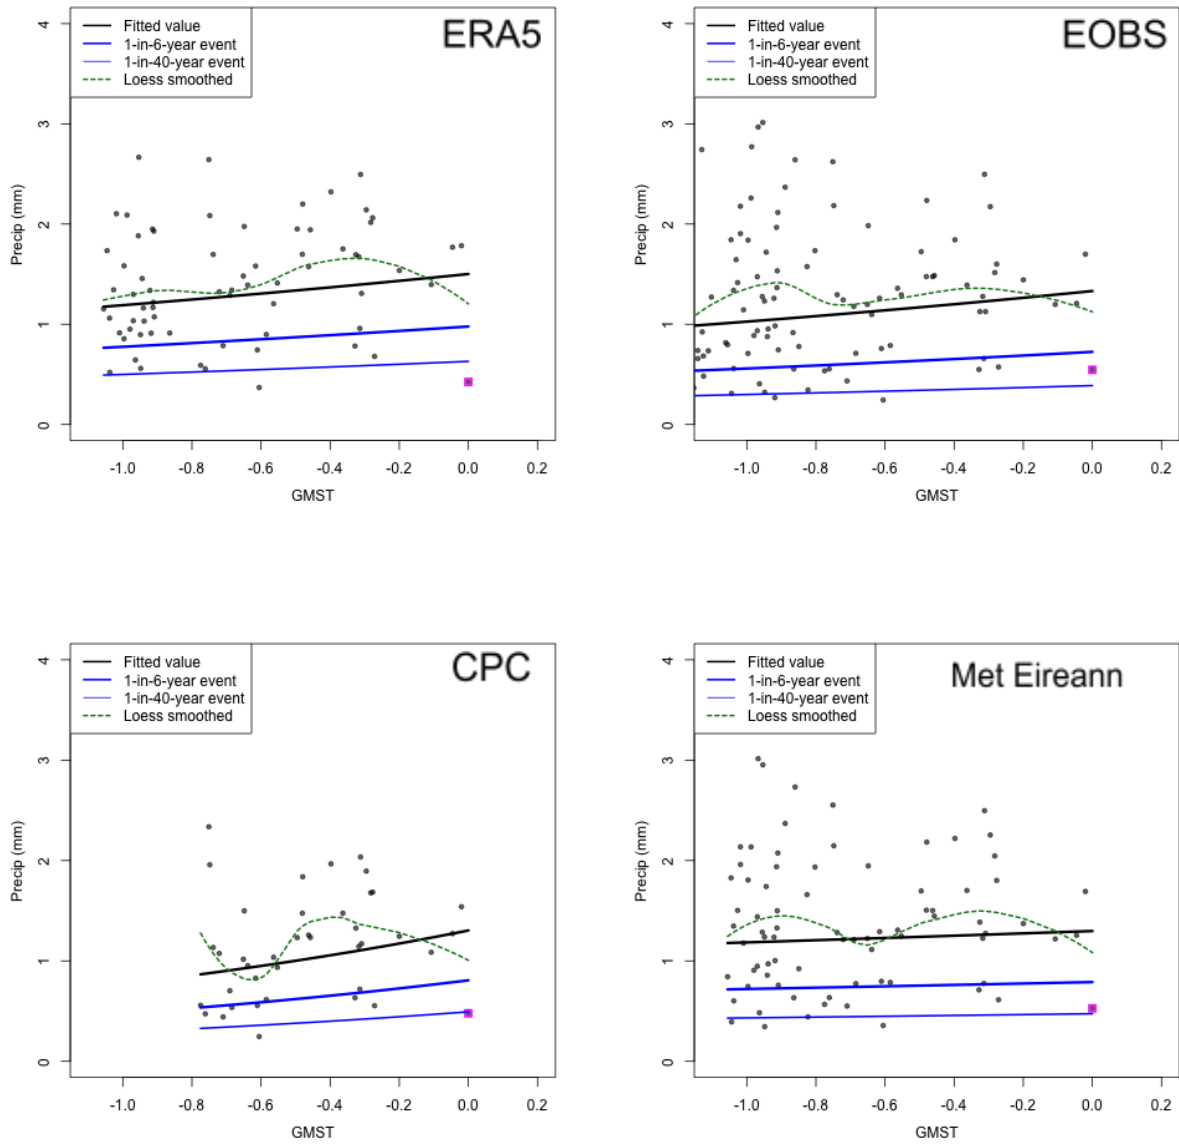 ERA5
Fitted value
1-in-6-year event
1-in-40-year event
Loess smoothed
Precip (mm)
4
3
2
1
0
-1.0 -0.8 -0.6 -0.4 -0.2 0.0 0.2
GMST
EOBS
Fitted value
1-in-6-year event
1-in-40-year event
Loess smoothed
Precip (mm)
4
3
2
1
0
-1.0 -0.8 -0.6 -0.4 -0.2 0.0 0.2
GMST
CPC
Fitted value
1-in-6-year event
1-in-40-year event
Loess smoothed
Precip (mm)
4
3
2
1
0
-1.0 -0.8 -0.6 -0.4 -0.2 0.0 0.2
GMST
Met Eireann
Fitted value
1-in-6-year event
1-in-40-year event
Loess smoothed
Precip (mm)
4
3
2
1
0
-1.0 -0.8 -0.6 -0.4 -0.2 0.0 0.2
GMST